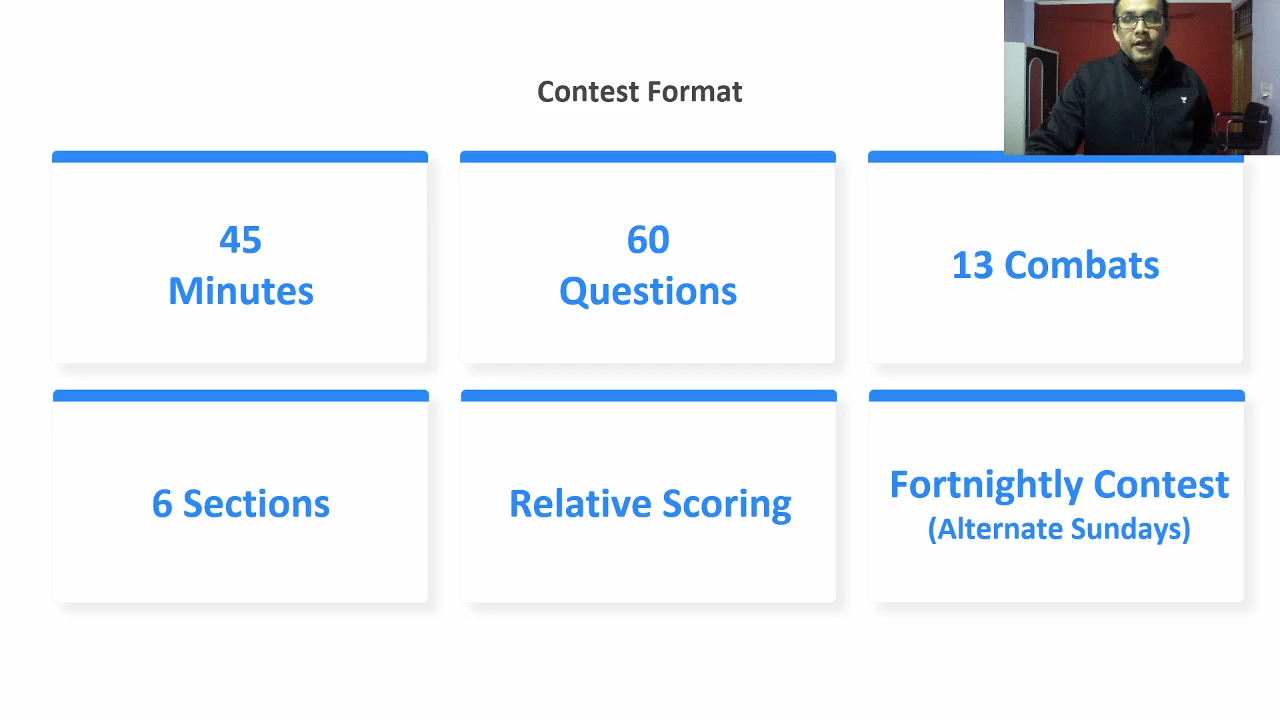 Contest Format
45
Minutes
60
Questions
13 Combats
6 Sections
Relative Scoring
Fortnightly Contest
(Alternate Sundays)